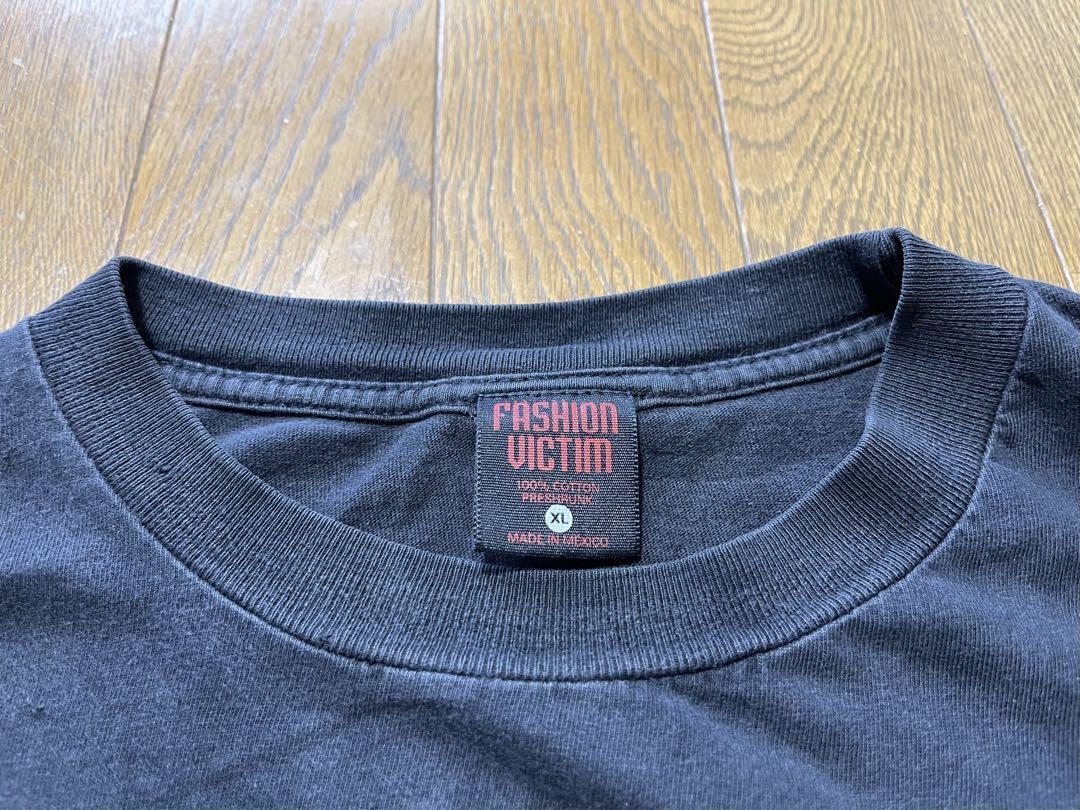 FASHION
VICTIM
100% COTTON
PRESHRUNK
XL
MADE IN MEXICO